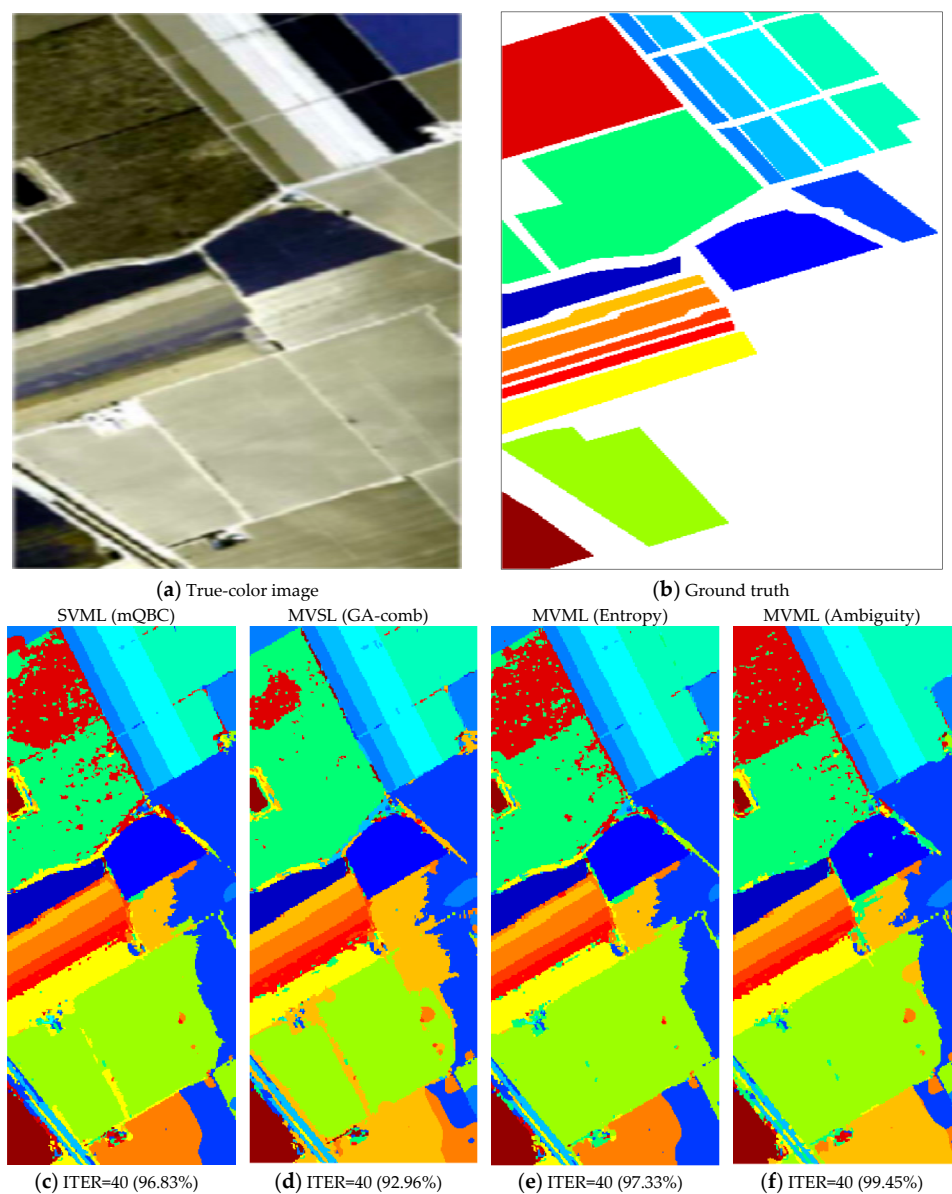 (a) True-color image
(b) Ground truth
SVML (mQBC)
MVSL (GA-comb)
MVML (Entropy)
MVML (Ambiguity)
(c) ITER=40 (96.83%)
(d) ITER=40 (92.96%)
(e) ITER=40 (97.33%)
(f) ITER=40 (99.45%)